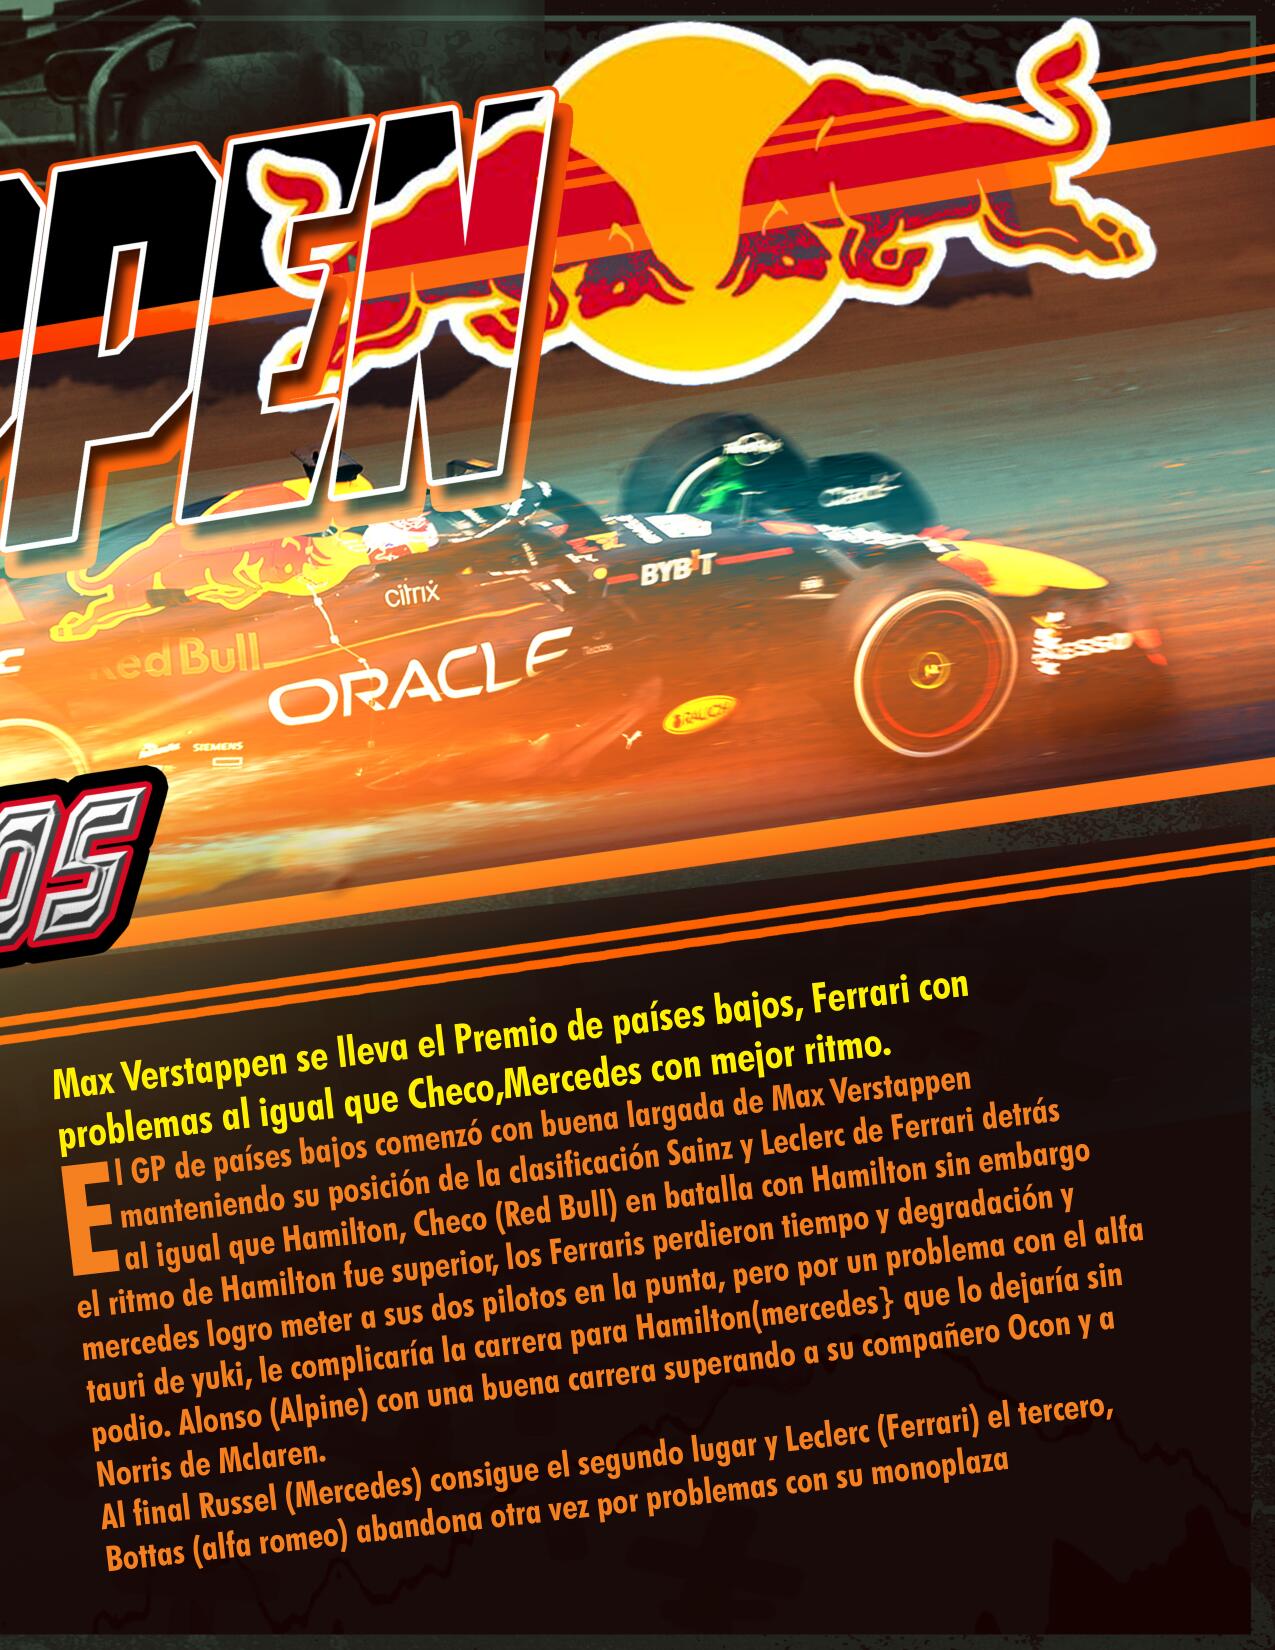 PPEN
citrix
BYBIT
Red Bull
ORACLE
RAUCH
SIEMENS
OS
Max Verstappen se lleva el Premio de países bajos, Ferrari con
problemas al igual que Checo,Mercedes con mejor ritmo.
El GP de países bajos comenzó con buena largada de Max Verstappen
manteniendo su posición de la clasificación Sainz y Leclerc de Ferrari detrás
al igual que Hamilton, Checo (Red Bull) en batalla con Hamilton sin embargo
el ritmo de Hamilton fue superior, los Ferraris perdieron tiempo y degradación y
mercedes logro meter a sus dos pilotos en la punta, pero por un problema con el alfa
tauri de yuki, le complicaría la carrera para Hamilton(mercedes} que lo dejaría sin
podio. Alonso (Alpine) con una buena carrera superando a su compañero Ocon y a
Norris de Mclaren.
Al final Russel (Mercedes) consigue el segundo lugar y Leclerc (Ferrari) el tercero,
Bottas (alfa romeo) abandona otra vez por problemas con su monoplaza